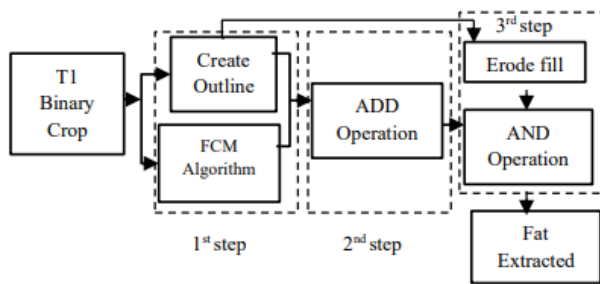 T1
Binary
Crop
Create
Outline
FCM
Algorithm
1st step
ADD
Operation
2nd step
3rd step
Erode fill
AND
Operation
Fat
Extracted